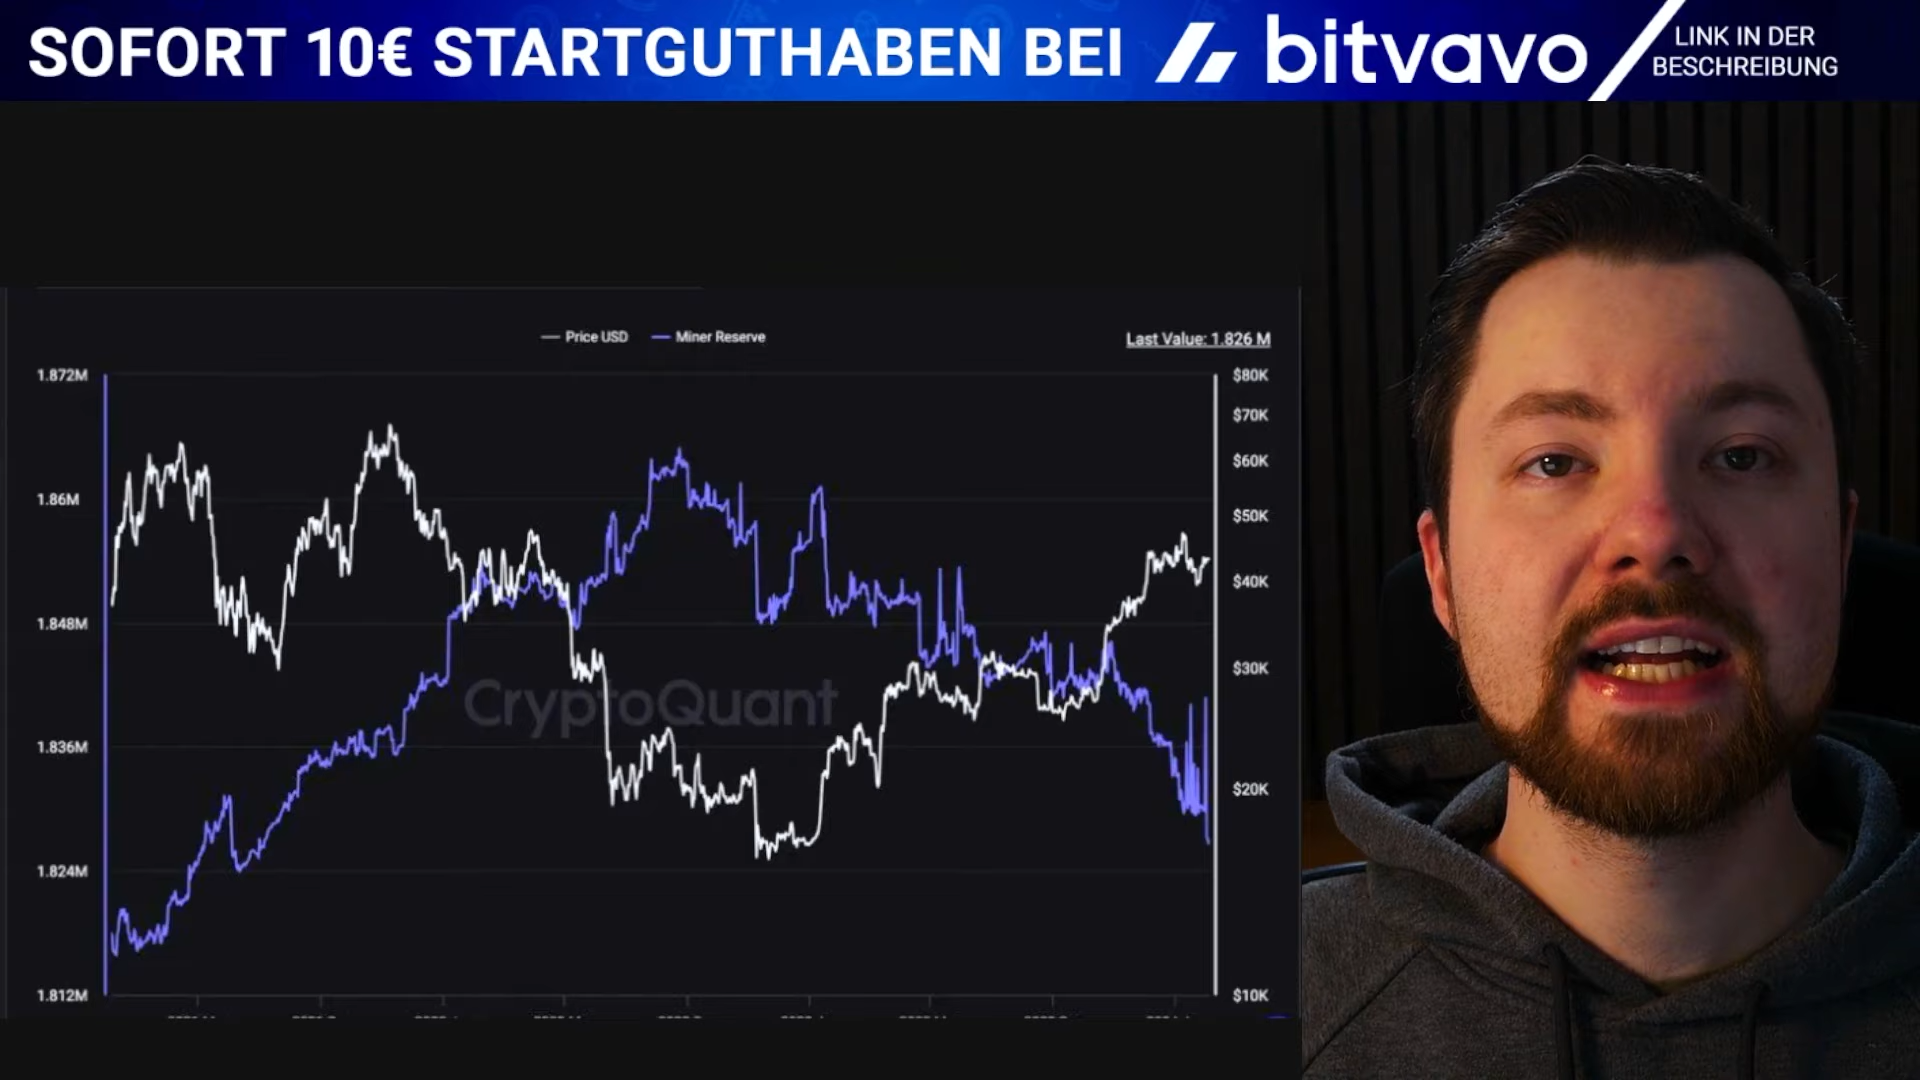 SOFORT 10€ STARTGUTHABEN BEI bitvavo
LINK IN DER
BESCHREIBUNG
Price USD
Miner Reserve
Last Value: 1.826 M
1.872M
1.86M
1.848M
1.836M
1.824M
1.812M
CryptoQuant
$80K
$70K
$60K
$50K
$40K
$30K
$20K
$10K